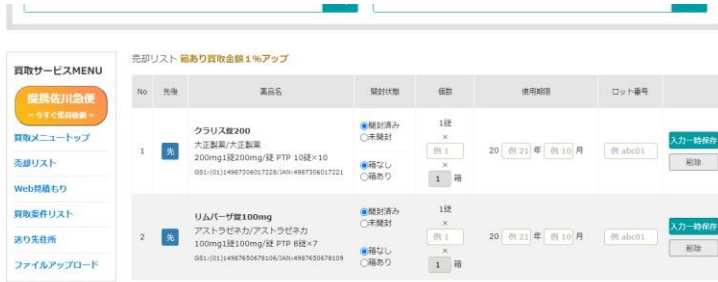 買取サービスMENU
提携佐川急便
～今すぐ集荷依頼～
買取メニュートップ
売却リスト
Web見積もり
買取案件リスト
送り先住所
ファイルアップロード
売却リスト 箱あり買取金額1%アップ
No 先後 薬品名 開封状態 個数 使用期限 ロット番号
1 先
クラリス錠200
大正製薬/大正製薬
200mg1錠200mg/錠 PTP 10錠×10
GS1:(01)14987306017228/JAN:4987306017221
開封済み
未開封
箱なし
箱あり
1錠
×
例 1
×
1 箱
20 例 21 年 例 10 月
例 abc01
入力一時保存
削除
2 先
リムパーザ錠100mg
アストラゼネカ/アストラゼネカ
100mg1錠100mg/錠 PTP 8錠×7
GS1:(01)14987650678106/JAN:4987650678109
開封済み
未開封
箱なし
箱あり
1錠
×
例 1
×
1 箱
20 例 21 年 例 10 月
例 abc01
入力一時保存
削除